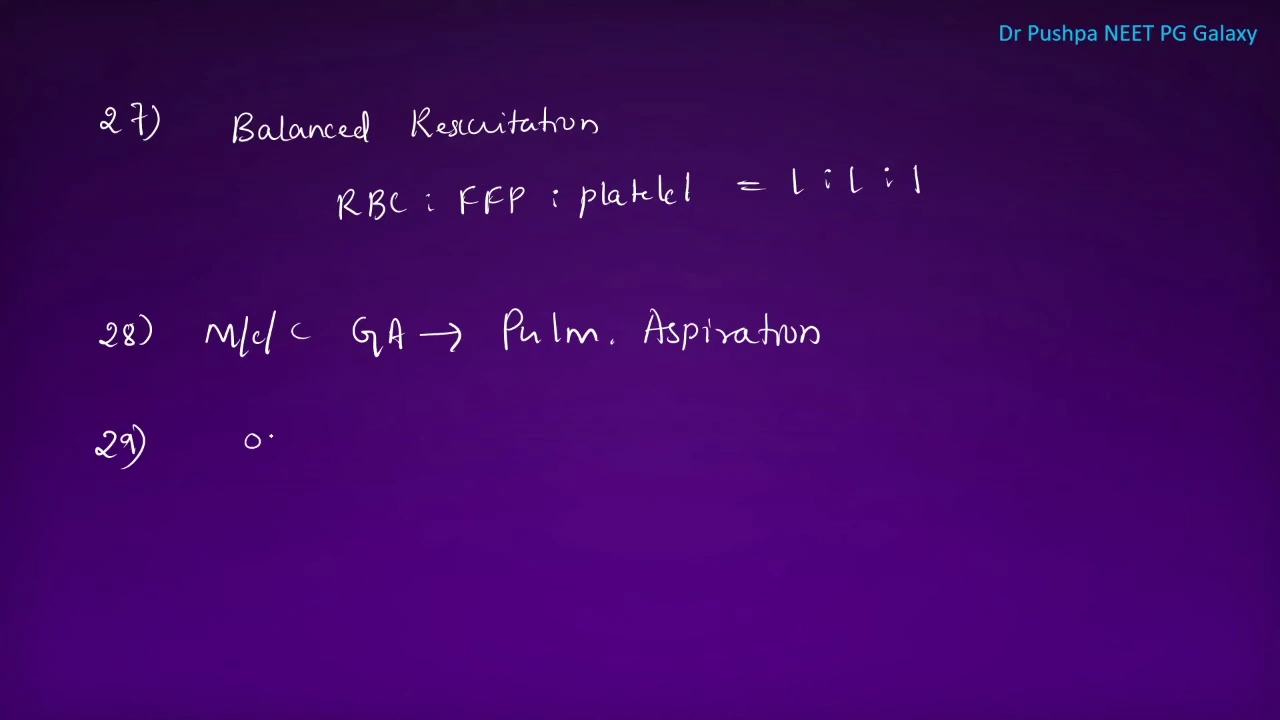 Dr Pushpa NEET PG Galaxy
27) Balanced Rescuitation
RBC : FFP : platelet = 1 : 1 : 1
28) M/c/c GA → Pulm. Aspiration
29) 0.